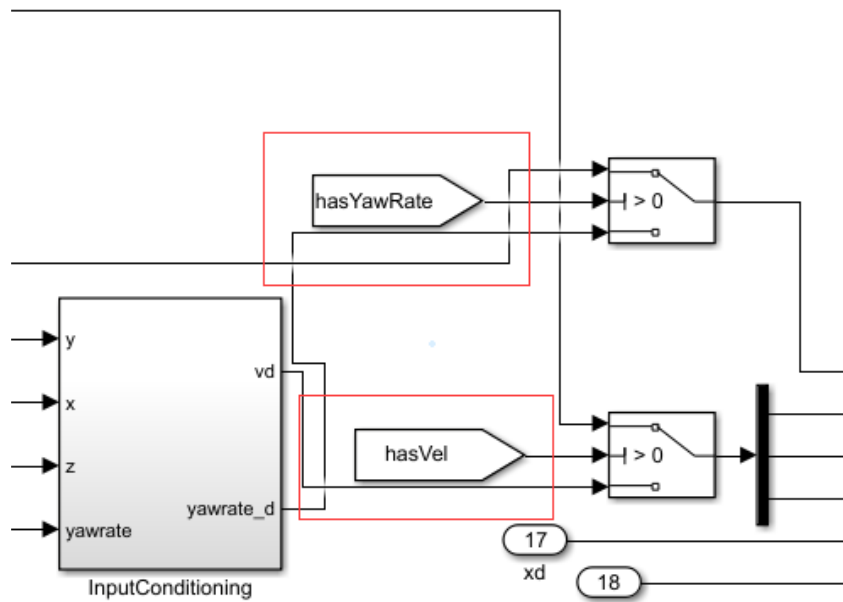 hasYawRate
> 0
y
vd
x
hasVel
> 0
z
yawrate_d
yawrate
17
InputConditioning
xd
18